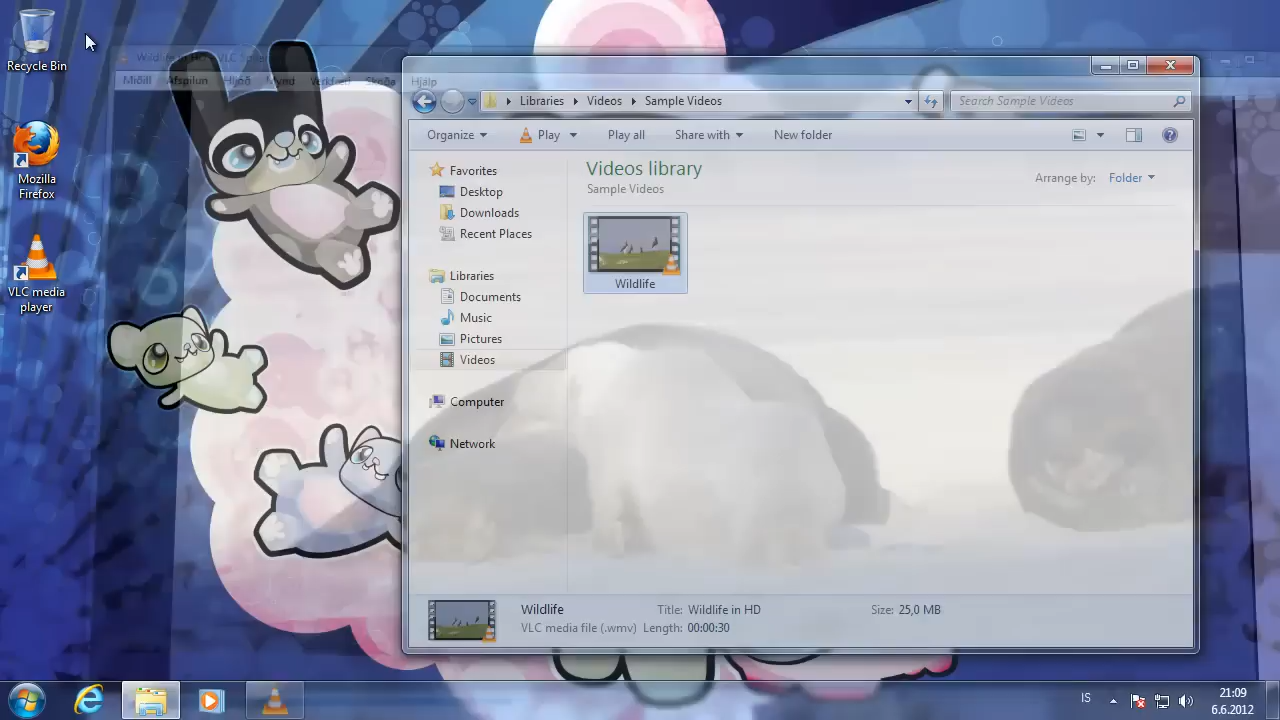 Recycle Bin
Mozilla
Firefox
VLC media
player
Miðill Afspilun Hljóð Mynd Verkfæri Skoða Hjálp
Libraries Videos Sample Videos
Search Sample Videos
Organize Play Play all Share with New folder
Favorites
Desktop
Downloads
Recent Places
Libraries
Documents
Music
Pictures
Videos
Computer
Network
Videos library
Sample Videos
Arrange by: Folder
Wildlife
Wildlife
VLC media file (.wmv)
Title: Wildlife in HD
Length: 00:00:30
Size: 25,0 MB
IS
21:09
6.6.2012